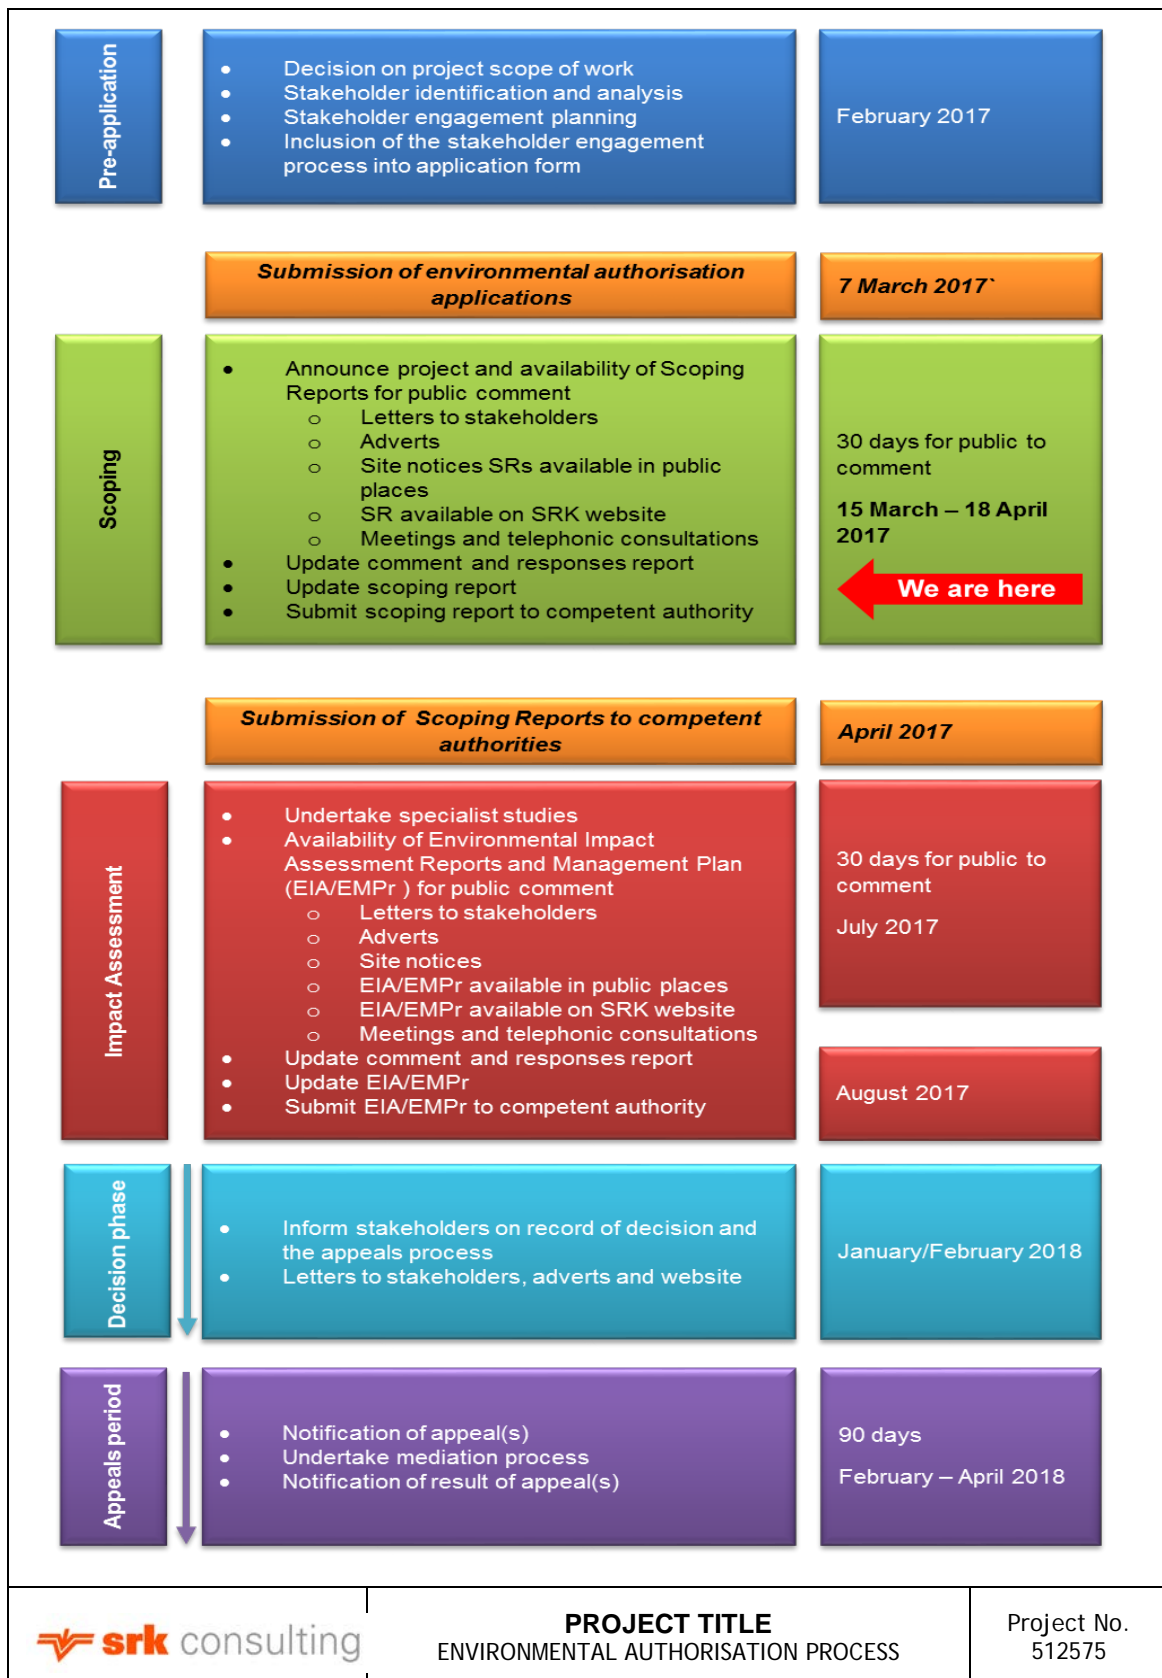 Pre-application
• Decision on project scope of work
• Stakeholder identification and analysis
• Stakeholder engagement planning
• Inclusion of the stakeholder engagement
process into application form
February 2017
Submission of environmental authorisation
applications
7 March 2017`
Scoping
• Announce project and availability of Scoping
Reports for public comment
o Letters to stakeholders
o Adverts
o Site notices SRs available in public
places
o SR available on SRK website
o Meetings and telephonic consultations
• Update comment and responses report
• Update scoping report
• Submit scoping report to competent authority
30 days for public to
comment
15 March – 18 April
2017
We are here
Submission of Scoping Reports to competent
authorities
April 2017
Impact Assessment
• Undertake specialist studies
• Availability of Environmental Impact
Assessment Reports and Management Plan
(EIA/EMPr ) for public comment
o Letters to stakeholders
o Adverts
o Site notices
o EIA/EMPr available in public places
o EIA/EMPr available on SRK website
o Meetings and telephonic consultations
• Update comment and responses report
• Update EIA/EMPr
• Submit EIA/EMPr to competent authority
30 days for public to
comment
July 2017
August 2017
Decision phase
• Inform stakeholders on record of decision and
the appeals process
• Letters to stakeholders, adverts and website
January/February 2018
Appeals period
• Notification of appeal(s)
• Undertake mediation process
• Notification of result of appeal(s)
90 days
February – April 2018
srk consulting
PROJECT TITLE
ENVIRONMENTAL AUTHORISATION PROCESS
Project No.
512575